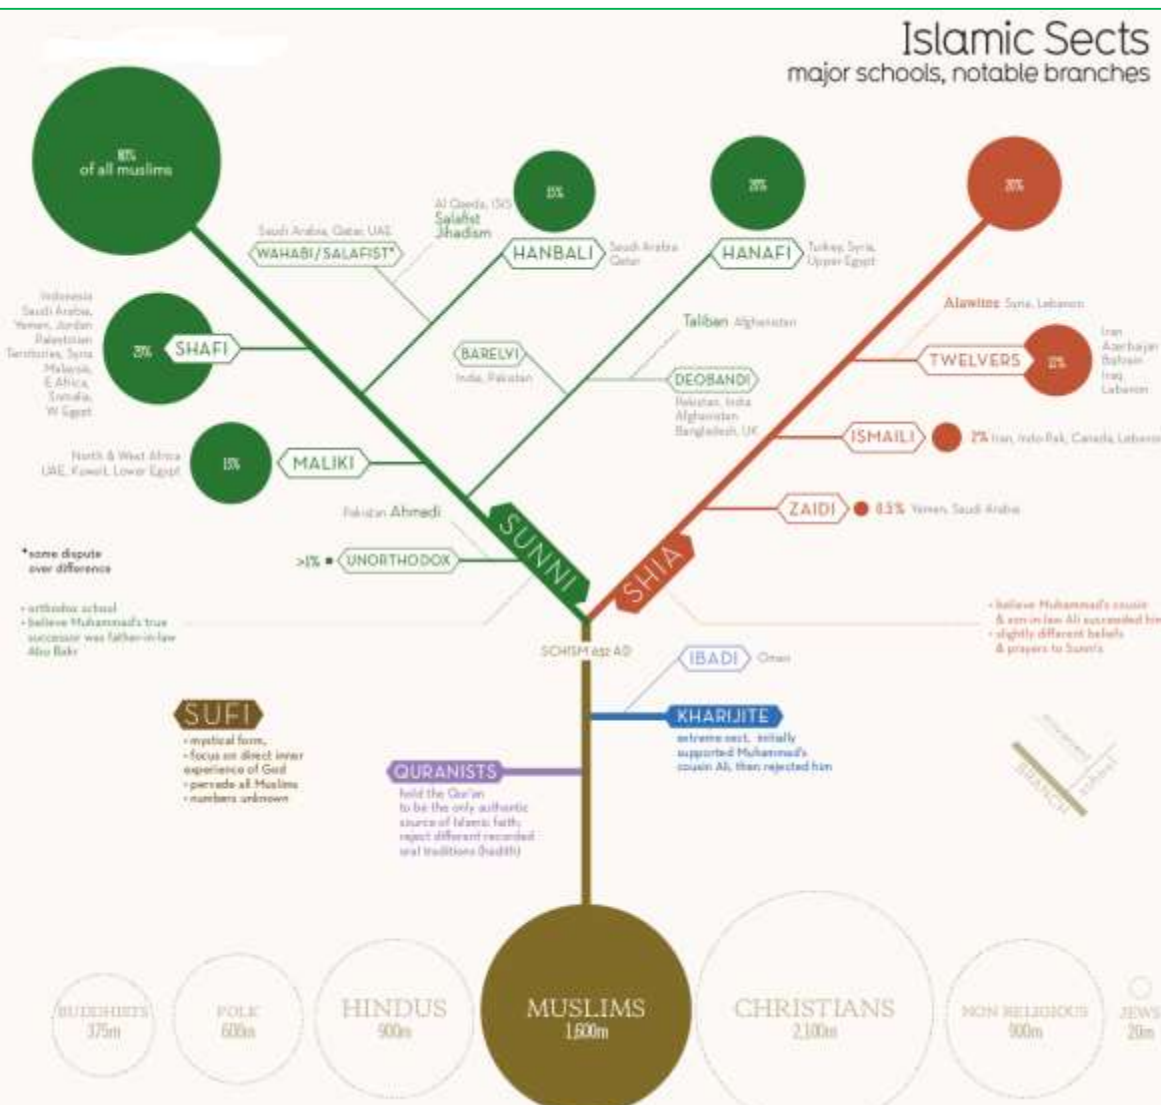 Islamic Sects
major schools, notable branches
80%
of all muslims
15%
20%
20%
Al Qaeda, ISIS
Salafist
Jihadism
Saudi Arabia, Qatar, UAE
WAHABI/SALAFIST*
HANBALI
Saudi Arabia
Qatar
HANAFI
Turkey, Syria,
Upper Egypt
Indonesia
Saudi Arabia,
Yemen, Jordan
Palestinian
Territories, Syria
Malaysia,
E Africa,
Somalia,
W Egypt
SHAFI
Taliban Afghanistan
Alawites Syria, Lebanon
BARELVI
India, Pakistan
DEOBANDI
Pakistan, India
Afghanistan
Bangladesh, UK
TWELVERS
Iran
Azerbaijan
Bahrain
Iraq
Lebanon
ISMAILI
2% Iran, Indo-Pak, Canada, Lebanon
North & West Africa
UAE, Kuwait, Lower Egypt
15%
MALIKI
ZAIDI
0.5% Yemen, Saudi Arabia
Pakistan Ahmadi
SUNNI
SHIA
*some dispute
over difference
>1%
UNORTHODOX
• orthodox school
• believe Muhammad's true
successor was father-in-law
Abu Bakr
• believe Muhammad's cousin
& son-in-law Ali succeeded him
• slightly different beliefs
& prayers to Sunnis
SCHISM 632 AD
IBADI
Oman
SUFI
• mystical form,
• focus on direct inner
experience of God
• pervade all Muslims
• numbers unknown
KHARIJITE
extreme sect, initially
supported Muhammad's
cousin Ali, then rejected him
QURANISTS
hold the Qur'an
to be the only authentic
source of Islamic faith;
reject different recorded
oral traditions (hadith)
movement
school
BRANCH
BUDDHISTS
375m
FOLK
600m
HINDUS
900m
MUSLIMS
1,600m
CHRISTIANS
2,100m
NON RELIGIOUS
900m
JEWS
20m